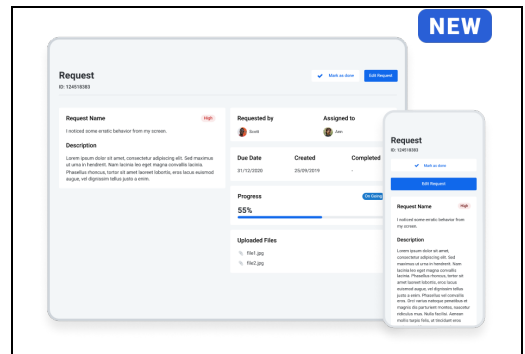 NEW
Request
ID: 124518383
Mark as done
Edit Request
Request Name
High
I noticed some erratic behavior from my screen.
Description
Lorem ipsum dolor sit amet, consectetur adipiscing elit. Sed maximus
ut urna in hendrerit. Nam lacinia leo eget magna convallis lacinia.
Phasellus rhoncus, tortor sit amet laoreet lobortis, eros lacus euismod
augue, vel dignissim tellus justo a enim.
Requested by
Assigned to
Scott
Ann
Due Date
Created
Completed
31/12/2020
25/09/2019
-
Progress
On Going
55%
Uploaded Files
file1.jpg
file2.jpg
Request
ID: 124518383
Mark as done
Edit Request
Request Name
High
I noticed some erratic behavior from
my screen.
Description
Lorem ipsum dolor sit amet,
consectetur adipiscing elit. Sed
maximus ut urna in hendrerit. Nam
lacinia leo eget magna convallis
lacinia. Phasellus rhoncus, tortor sit
amet laoreet lobortis, eros lacus
euismod augue, vel dignissim tellus
justo a enim. Phasellus vel convallis
eros. Orci varius natoque penatibus et
magnis dis parturient montes, nascetur
ridiculus mus. Nulla facilisi. Aenean
mollis turpis felis, at tincidunt eros